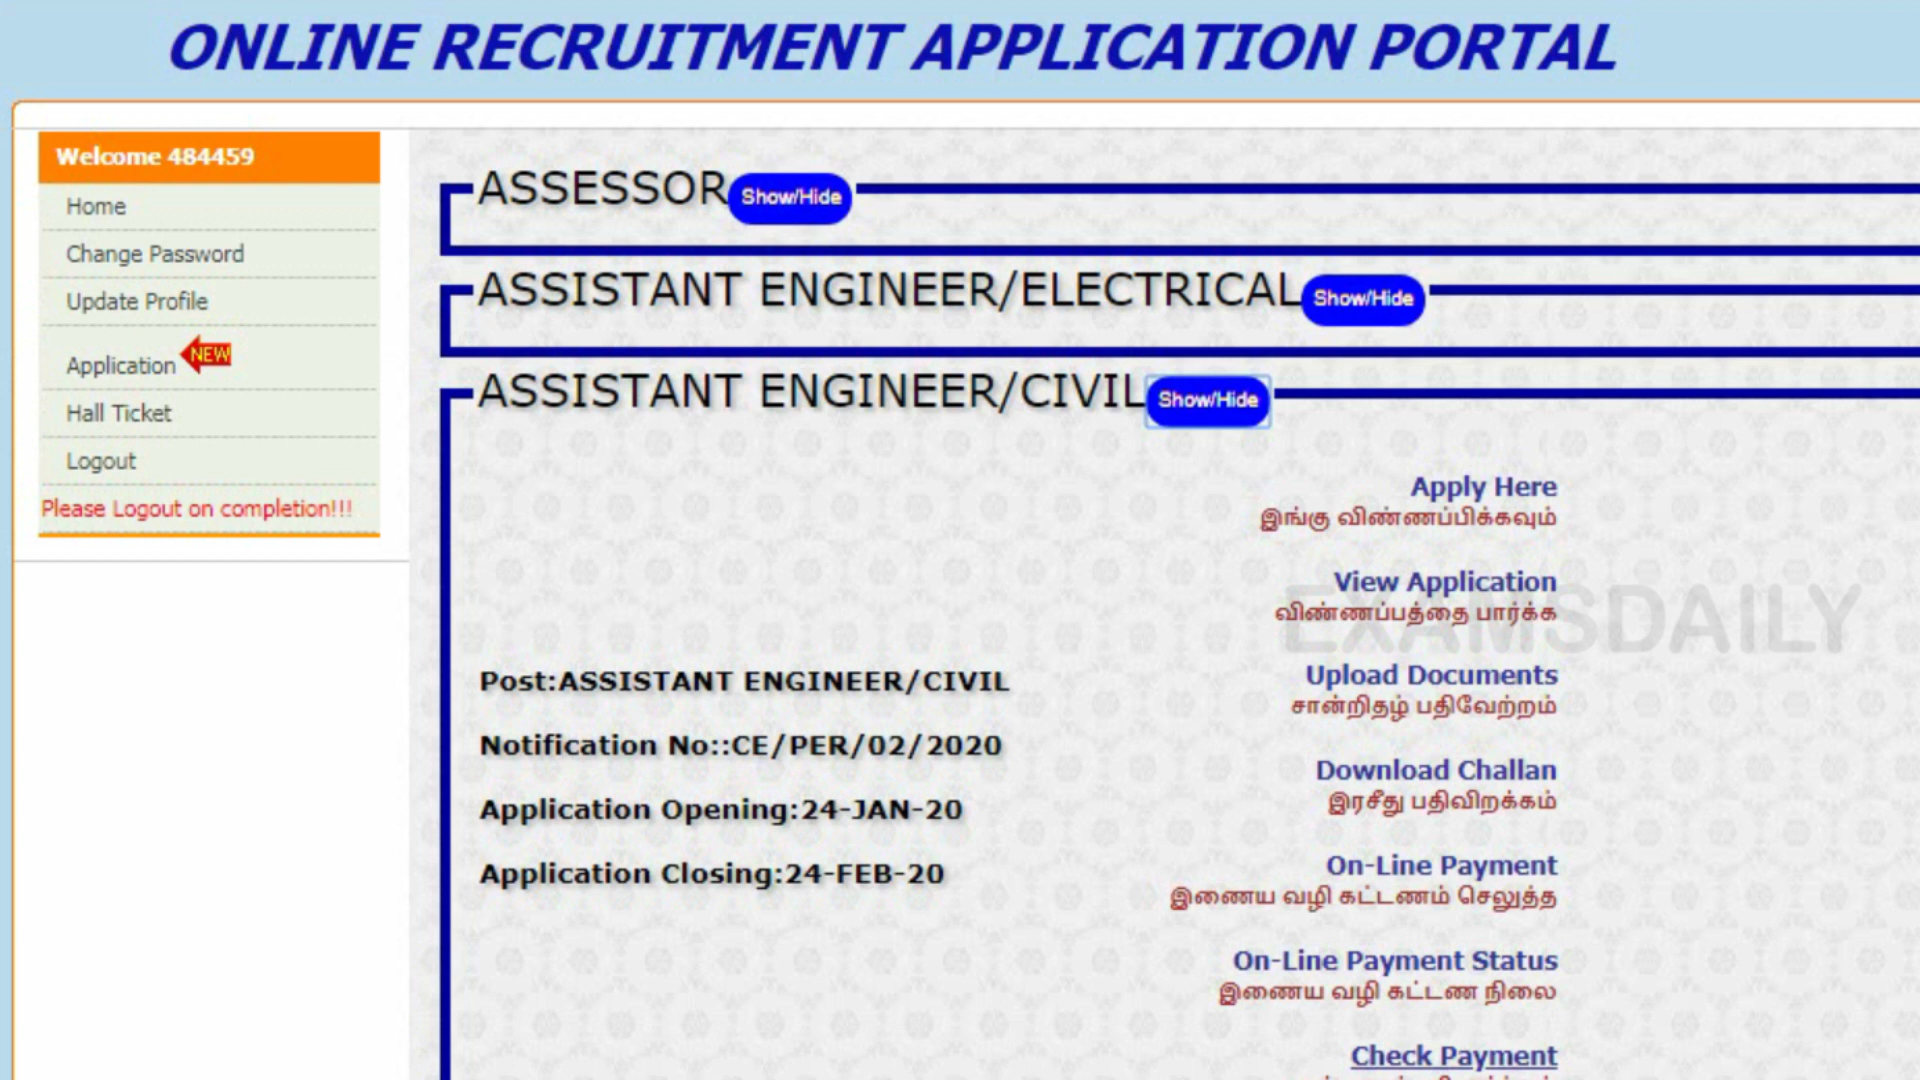 ONLINE RECRUITMENT APPLICATION PORTAL
Welcome 484459
Home
Change Password
Update Profile
Application NEW
Hall Ticket
Logout
Please Logout on completion!!!
ASSESSOR Show/Hide
ASSISTANT ENGINEER/ELECTRICAL Show/Hide
ASSISTANT ENGINEER/CIVIL Show/Hide
Post:ASSISTANT ENGINEER/CIVIL
Notification No::CE/PER/02/2020
Application Opening:24-JAN-20
Application Closing:24-FEB-20
Apply Here
இங்கு விண்ணப்பிக்கவும்
View Application
விண்ணப்பத்தை பார்க்க
EXAMSDAILY
Upload Documents
சான்றிதழ் பதிவேற்றம்
Download Challan
இரசீது பதிவிறக்கம்
On-Line Payment
இணைய வழி கட்டணம் செலுத்த
On-Line Payment Status
இணைய வழி கட்டண நிலை
Check Payment